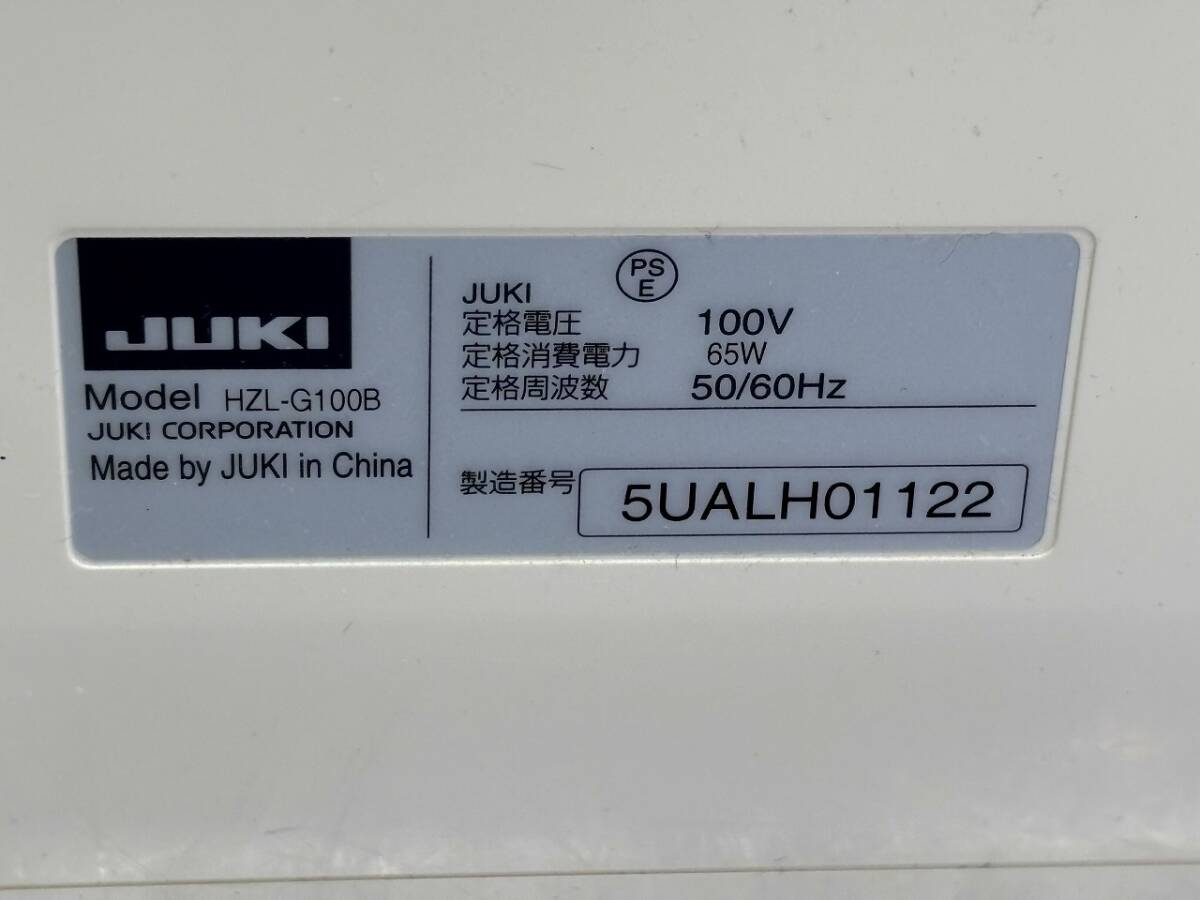 JUKI
Model HZL-G100B
JUKI CORPORATION
Made by JUKI in China
PS
E
JUKI
定格電圧 100V
定格消費電力 65W
定格周波数 50/60Hz
製造番号 5UALH01122